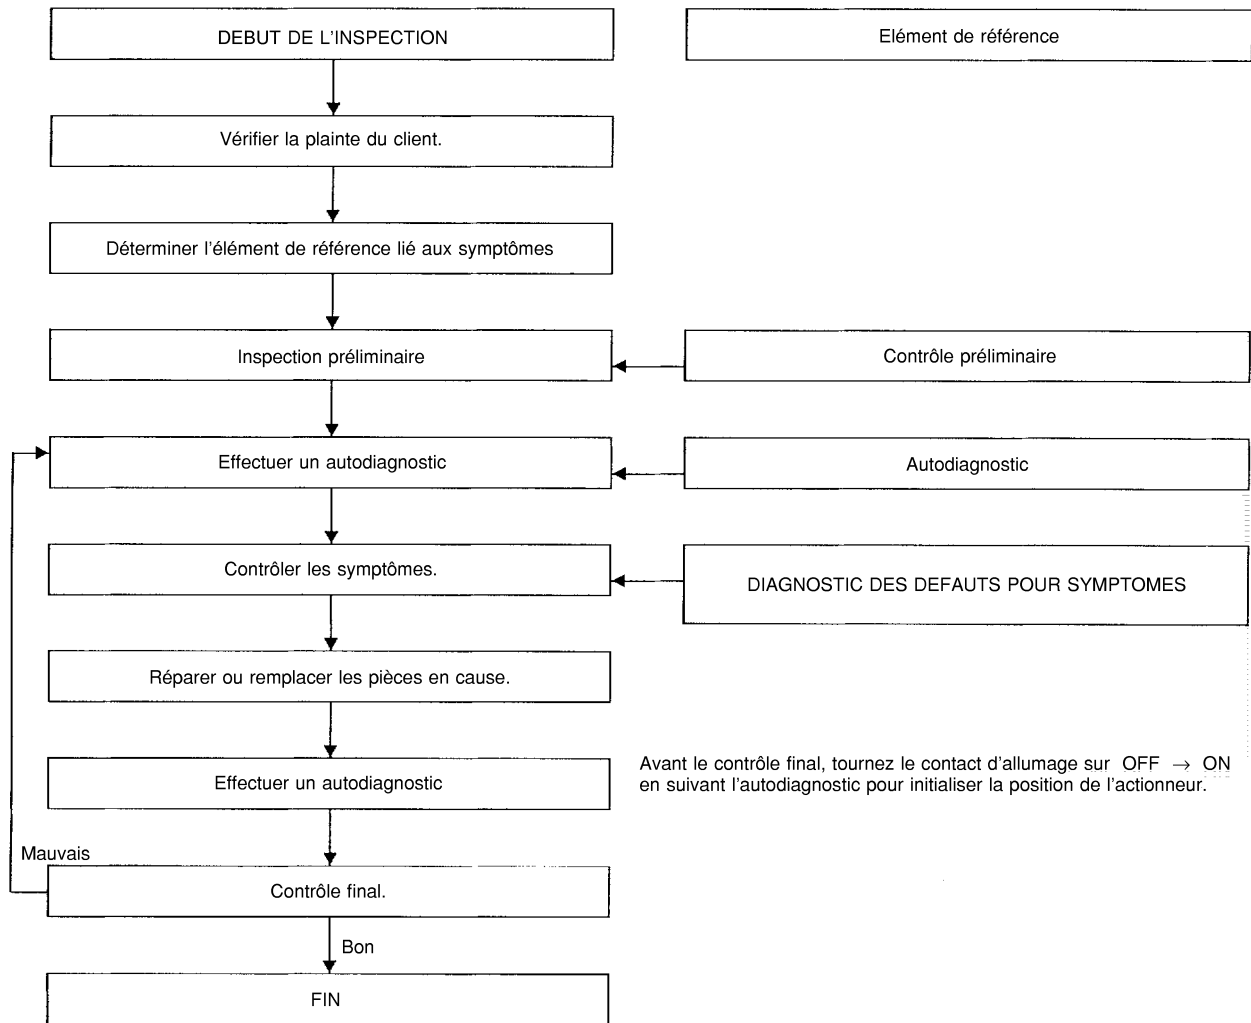 DEBUT DE L'INSPECTION
Elément de référence
Vérifier la plainte du client.
Déterminer l'élément de référence lié aux symptômes
Inspection préliminaire
Contrôle préliminaire
Effectuer un autodiagnostic
Autodiagnostic
Contrôler les symptômes.
DIAGNOSTIC DES DEFAUTS POUR SYMPTOMES
Réparer ou remplacer les pièces en cause.
Effectuer un autodiagnostic
Avant le contrôle final, tournez le contact d'allumage sur OFF → ON
en suivant l'autodiagnostic pour initialiser la position de l'actionneur.
Mauvais
Contrôle final.
Bon
FIN